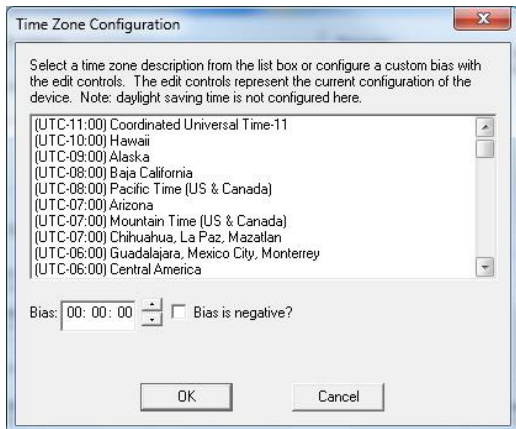 Time Zone Configuration
Select a time zone description from the list box or configure a custom bias with
the edit controls.  The edit controls represent the current configuration of the
device.  Note: daylight saving time is not configured here.
(UTC-11:00) Coordinated Universal Time-11
(UTC-10:00) Hawaii
(UTC-09:00) Alaska
(UTC-08:00) Baja California
(UTC-08:00) Pacific Time (US & Canada)
(UTC-07:00) Arizona
(UTC-07:00) Mountain Time (US & Canada)
(UTC-07:00) Chihuahua, La Paz, Mazatlan
(UTC-06:00) Guadalajara, Mexico City, Monterrey
(UTC-06:00) Central America
Bias: 00: 00: 00 Bias is negative?
OK Cancel